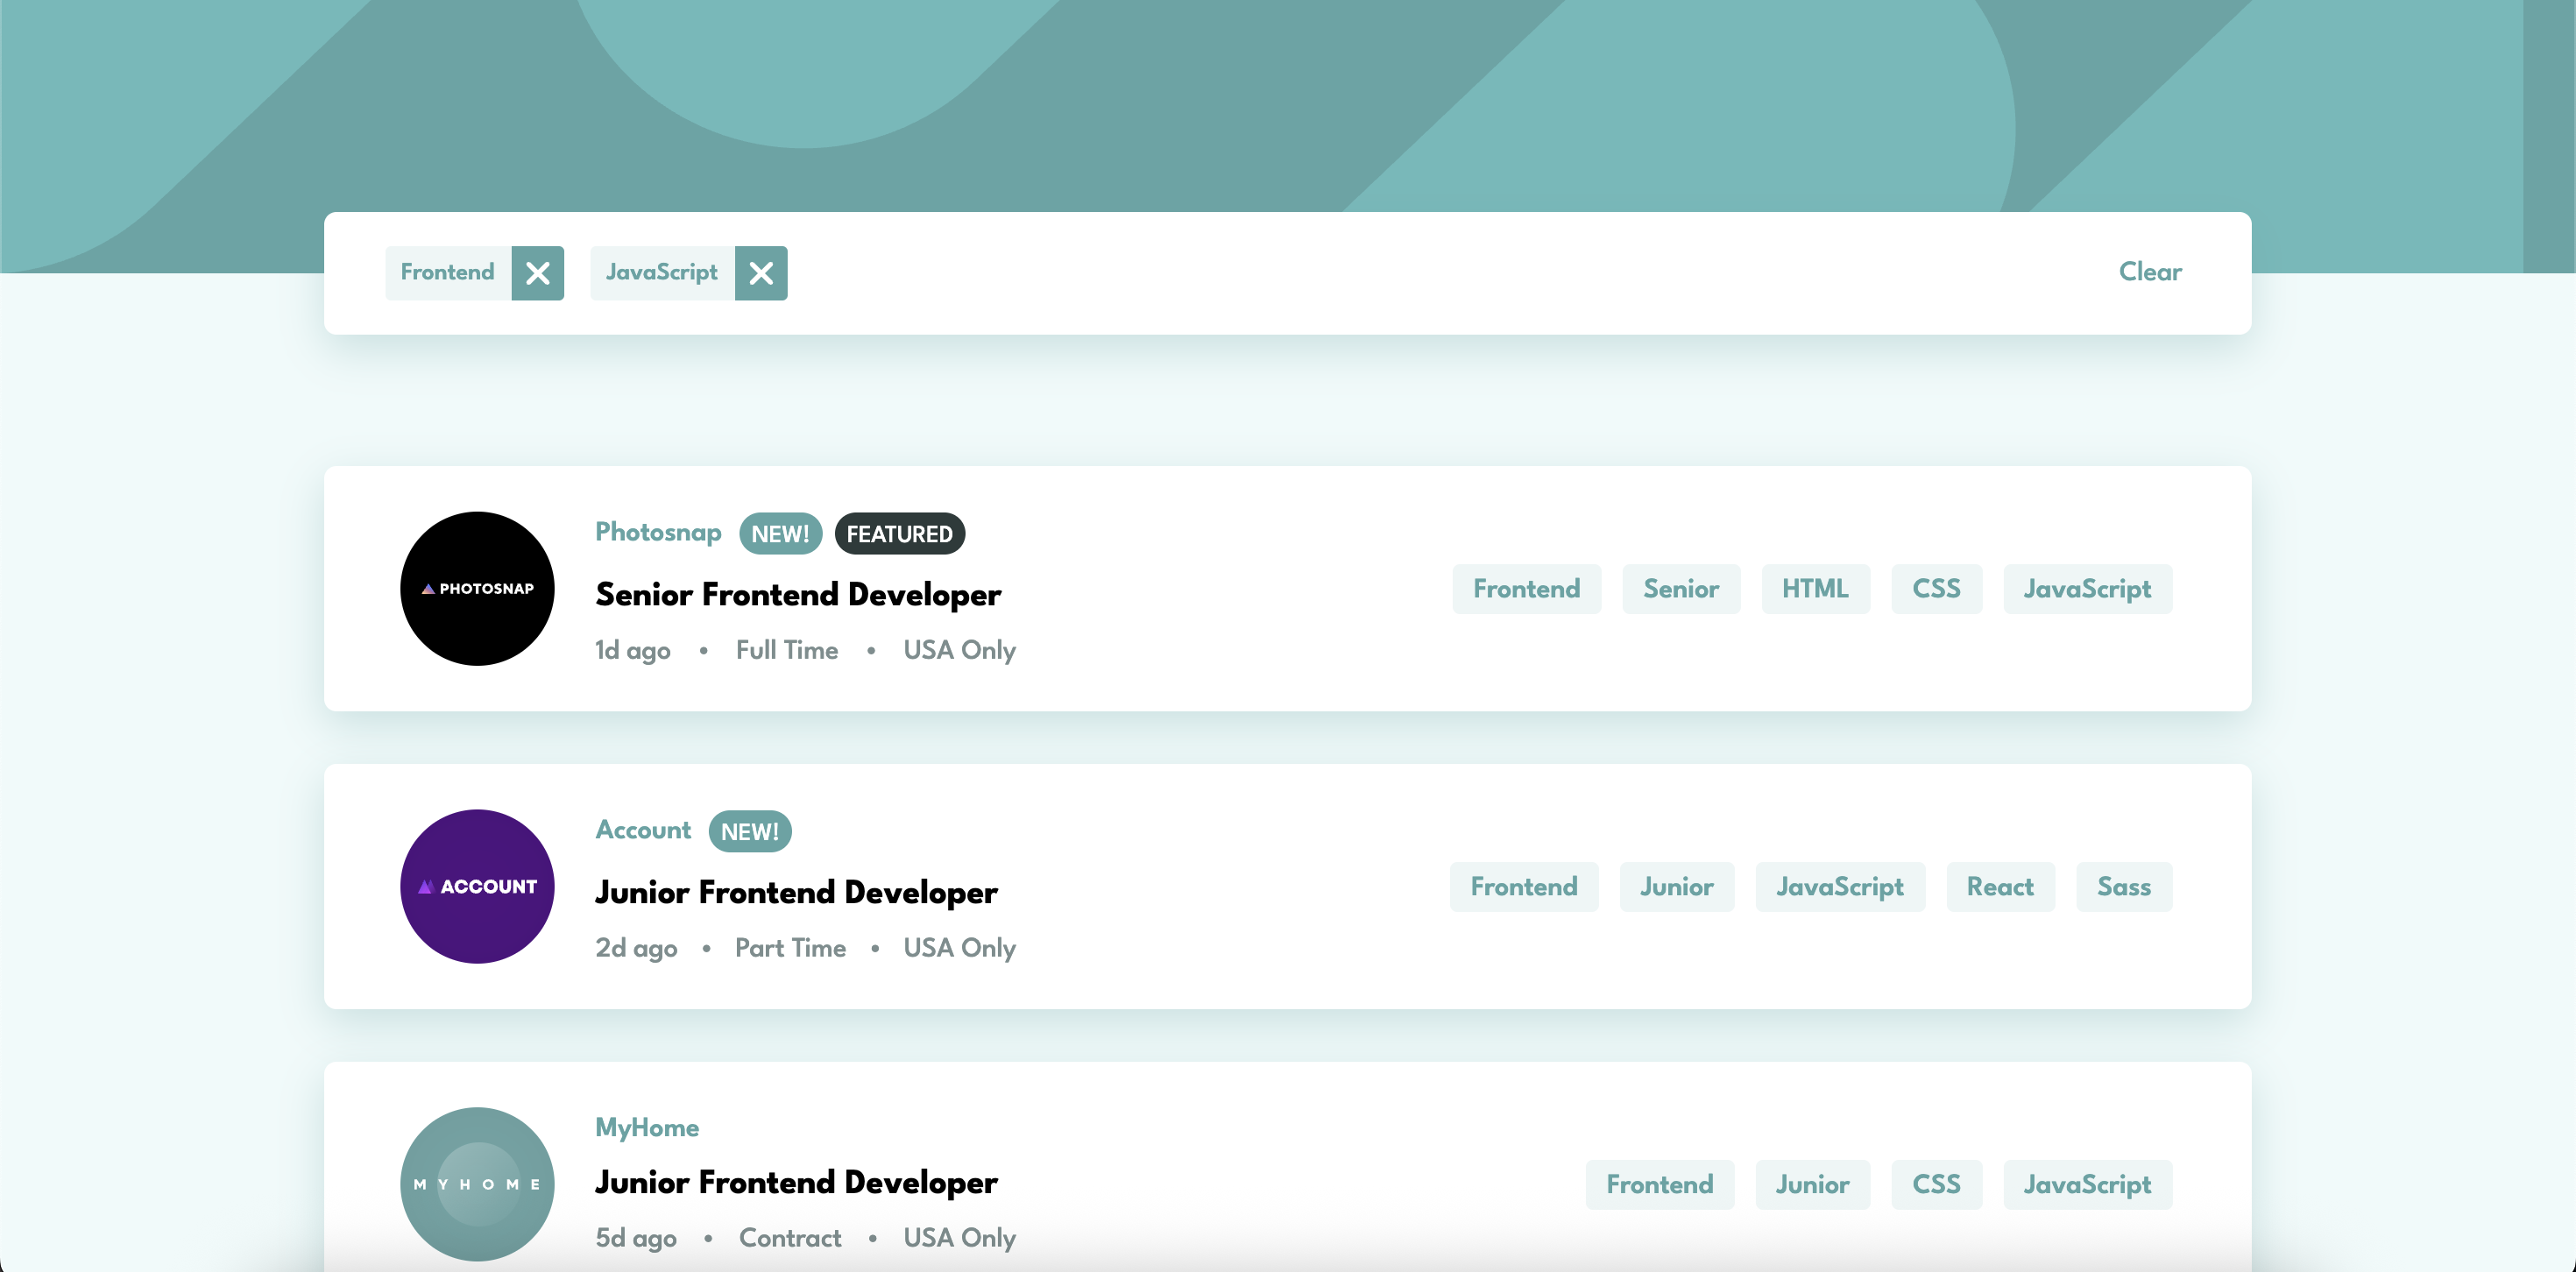 Frontend JavaScript Clear
PHOTOSNAP
Photosnap NEW! FEATURED
Senior Frontend Developer
1d ago • Full Time • USA Only
Frontend Senior HTML CSS JavaScript
ACCOUNT
Account NEW!
Junior Frontend Developer
2d ago • Part Time • USA Only
Frontend Junior JavaScript React Sass
MYHOME
MyHome
Junior Frontend Developer
5d ago • Contract • USA Only
Frontend Junior CSS JavaScript